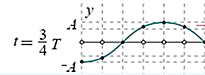 y
A
t = 3/4 T
-A